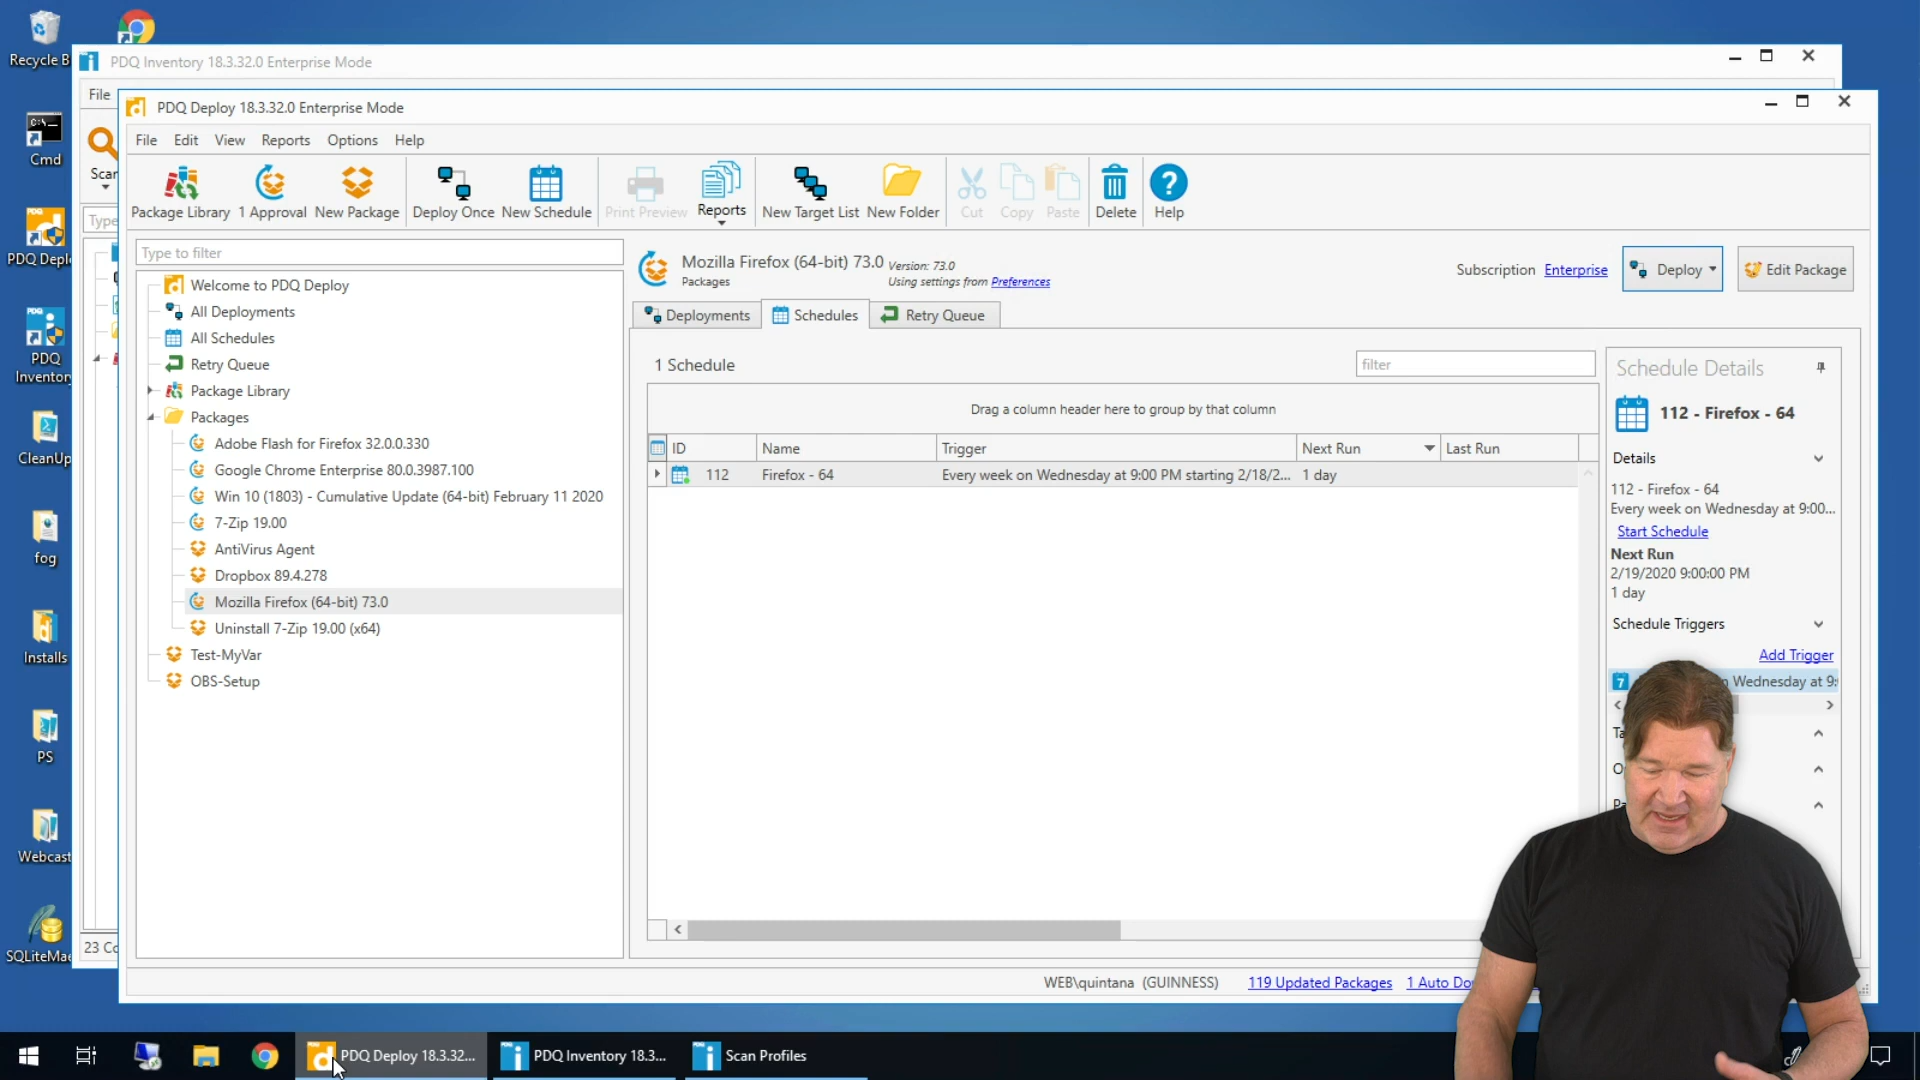 Recycle B
PDQ Inventory 18.3.32.0 Enterprise Mode
File
PDQ Deploy 18.3.32.0 Enterprise Mode
File Edit View Reports Options Help
Cmd
Scan
Package Library 1 Approval New Package Deploy Once New Schedule Print Preview Reports New Target List New Folder Cut Copy Paste Delete Help
Type
Type to filter
PDQ Deplo
Welcome to PDQ Deploy
All Deployments
All Schedules
Retry Queue
Package Library
Packages
Adobe Flash for Firefox 32.0.0.330
Google Chrome Enterprise 80.0.3987.100
Win 10 (1803) - Cumulative Update (64-bit) February 11 2020
7-Zip 19.00
AntiVirus Agent
Dropbox 89.4.278
Mozilla Firefox (64-bit) 73.0
Uninstall 7-Zip 19.00 (x64)
Test-MyVar
OBS-Setup
Mozilla Firefox (64-bit) 73.0 Version: 73.0
Packages Using settings from Preferences
Subscription Enterprise Deploy Edit Package
Deployments Schedules Retry Queue
1 Schedule
filter
Drag a column header here to group by that column
ID Name Trigger Next Run Last Run
112 Firefox - 64 Every week on Wednesday at 9:00 PM starting 2/18/2... 1 day
Schedule Details
112 - Firefox - 64
Details
112 - Firefox - 64
Every week on Wednesday at 9:00...
Start Schedule
Next Run
2/19/2020 9:00:00 PM
1 day
Schedule Triggers
Add Trigger
7
Wednesday at 9:
PDQ
Inventory
CleanUp
fog
Installs
PS
Webcast
SQLiteMae
23 Co
WEB\quintana (GUINNESS) 119 Updated Packages 1 Auto Do
PDQ Deploy 18.3.32... PDQ Inventory 18.3... Scan Profiles